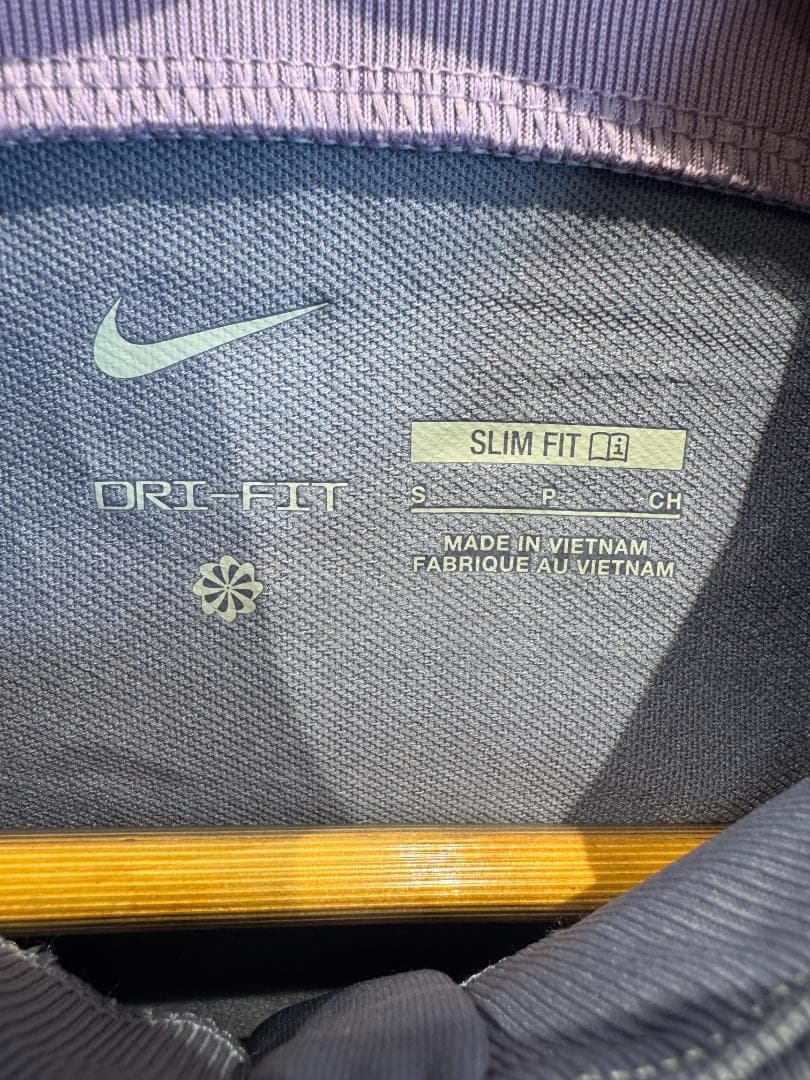 DRI-FIT
SLIM FIT
S P CH
MADE IN VIETNAM
FABRIQUE AU VIETNAM